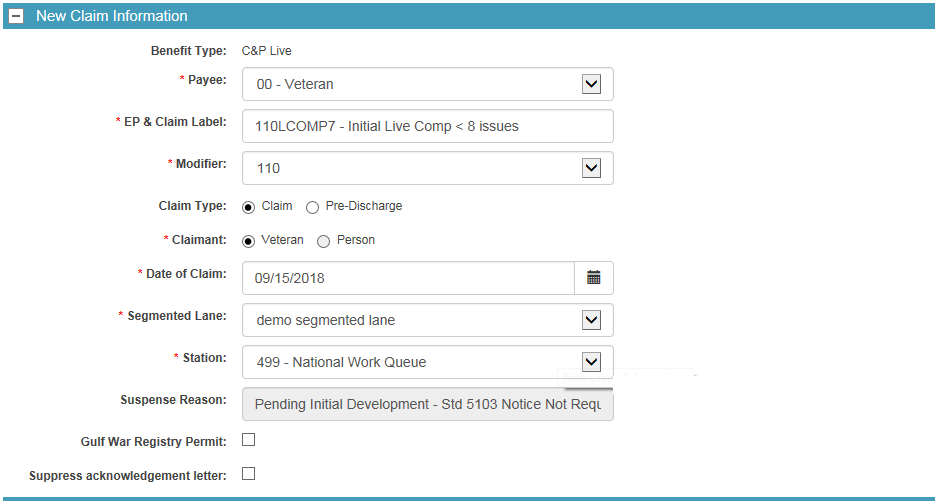 New Claim Information
Benefit Type: C&P Live
* Payee: 00 - Veteran
* EP & Claim Label: 110LCOMP7 - Initial Live Comp < 8 issues
* Modifier: 110
Claim Type: Claim Pre-Discharge
* Claimant: Veteran Person
* Date of Claim: 09/15/2018
* Segmented Lane: demo segmented lane
* Station: 499 - National Work Queue
Suspense Reason: Pending Initial Development - Std 5103 Notice Not Requ
Gulf War Registry Permit:
Suppress acknowledgement letter: